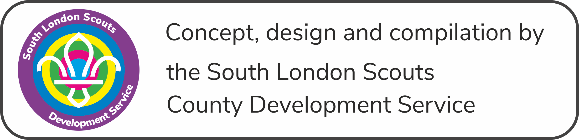 South London Scouts
Development Service
Concept, design and compilation by
the South London Scouts
County Development Service